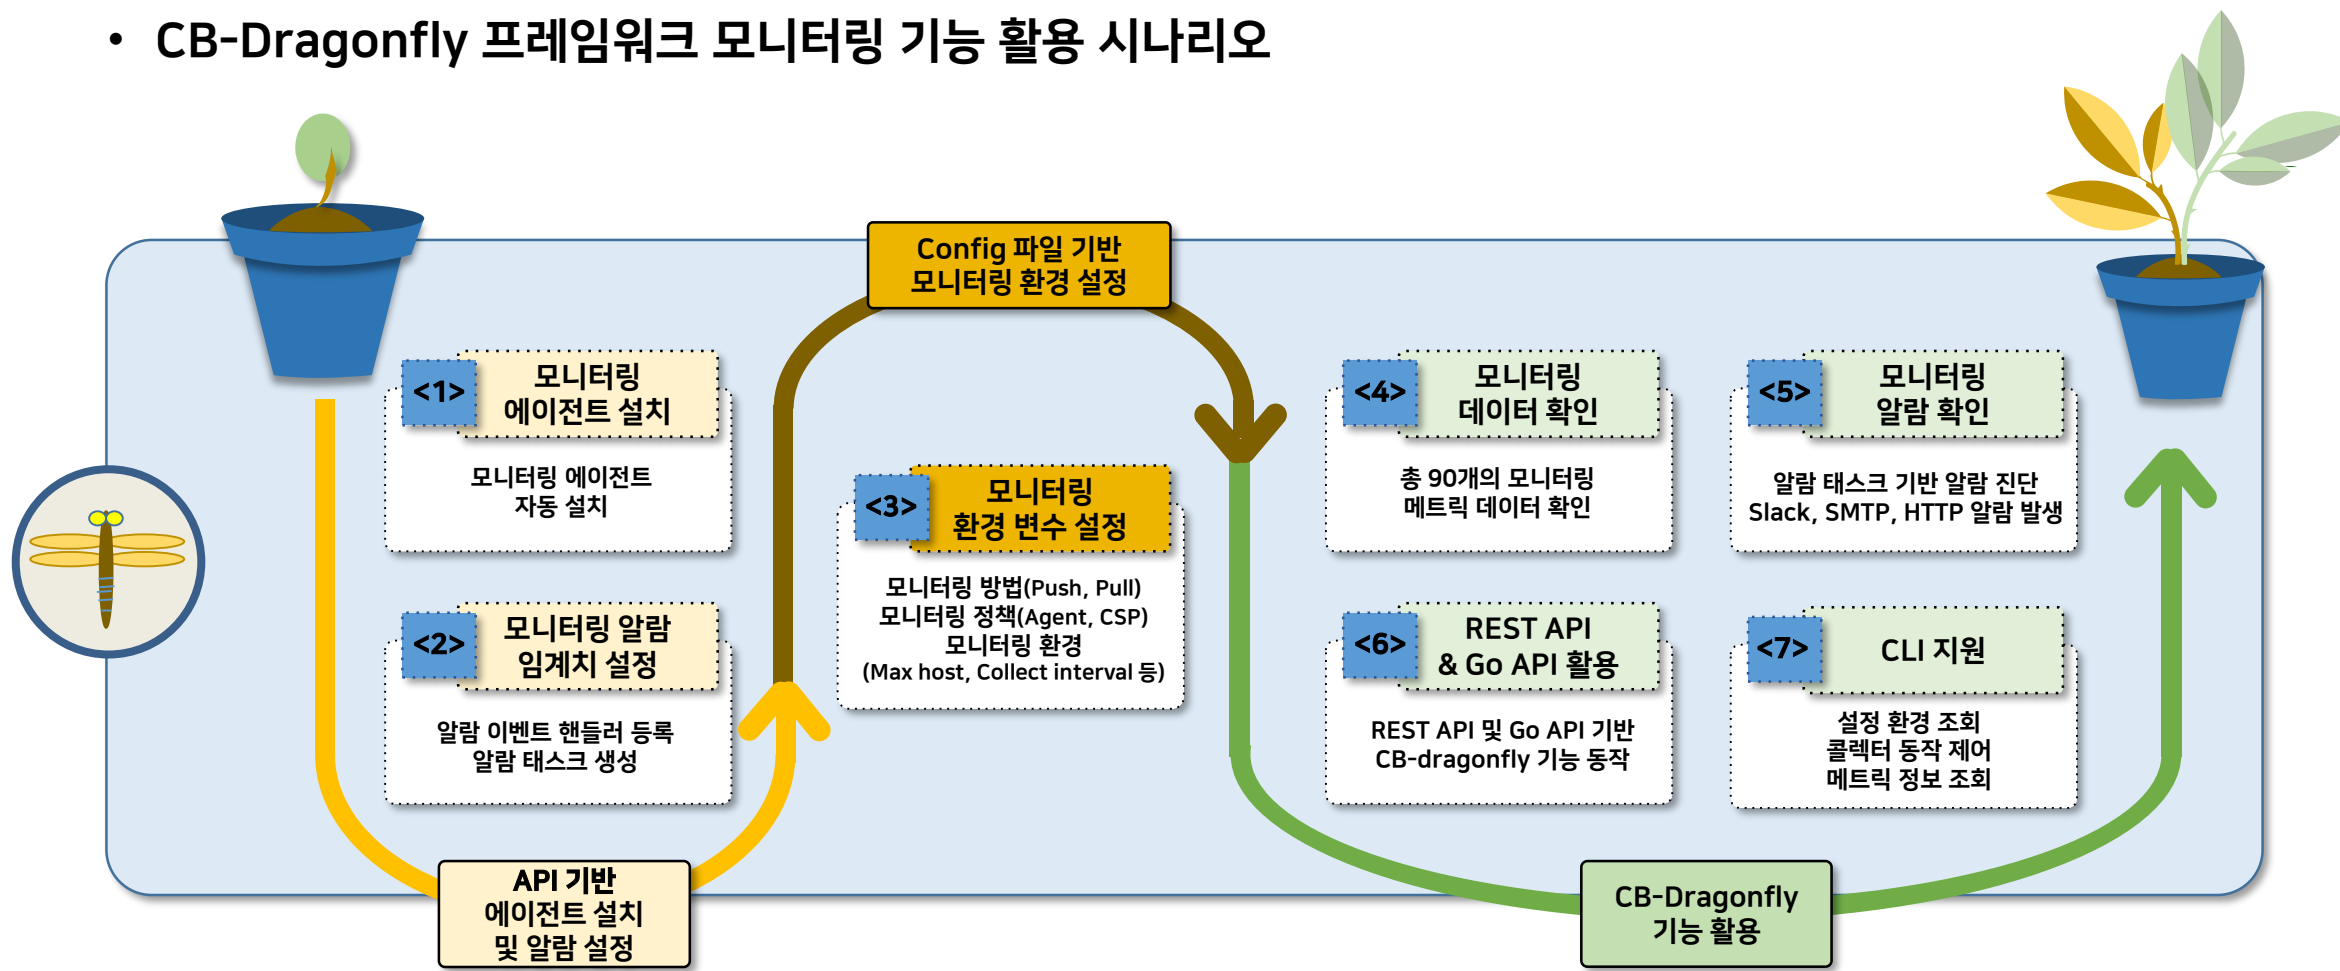 • CB-Dragonfly 프레임워크 모니터링 기능 활용 시나리오
Config 파일 기반
모니터링 환경 설정
<1>
모니터링
에이전트 설치
모니터링 에이전트
자동 설치
<2>
모니터링 알람
임계치 설정
알람 이벤트 핸들러 등록
알람 태스크 생성
API 기반
에이전트 설치
및 알람 설정
<3>
모니터링
환경 변수 설정
모니터링 방법(Push, Pull)
모니터링 정책(Agent, CSP)
모니터링 환경
(Max host, Collect interval 등)
<4>
모니터링
데이터 확인
총 90개의 모니터링
메트릭 데이터 확인
<5>
모니터링
알람 확인
알람 태스크 기반 알람 진단
Slack, SMTP, HTTP 알람 발생
<6>
REST API
& Go API 활용
REST API 및 Go API 기반
CB-dragonfly 기능 동작
<7>
CLI 지원
설정 환경 조회
콜렉터 동작 제어
메트릭 정보 조회
CB-Dragonfly
기능 활용